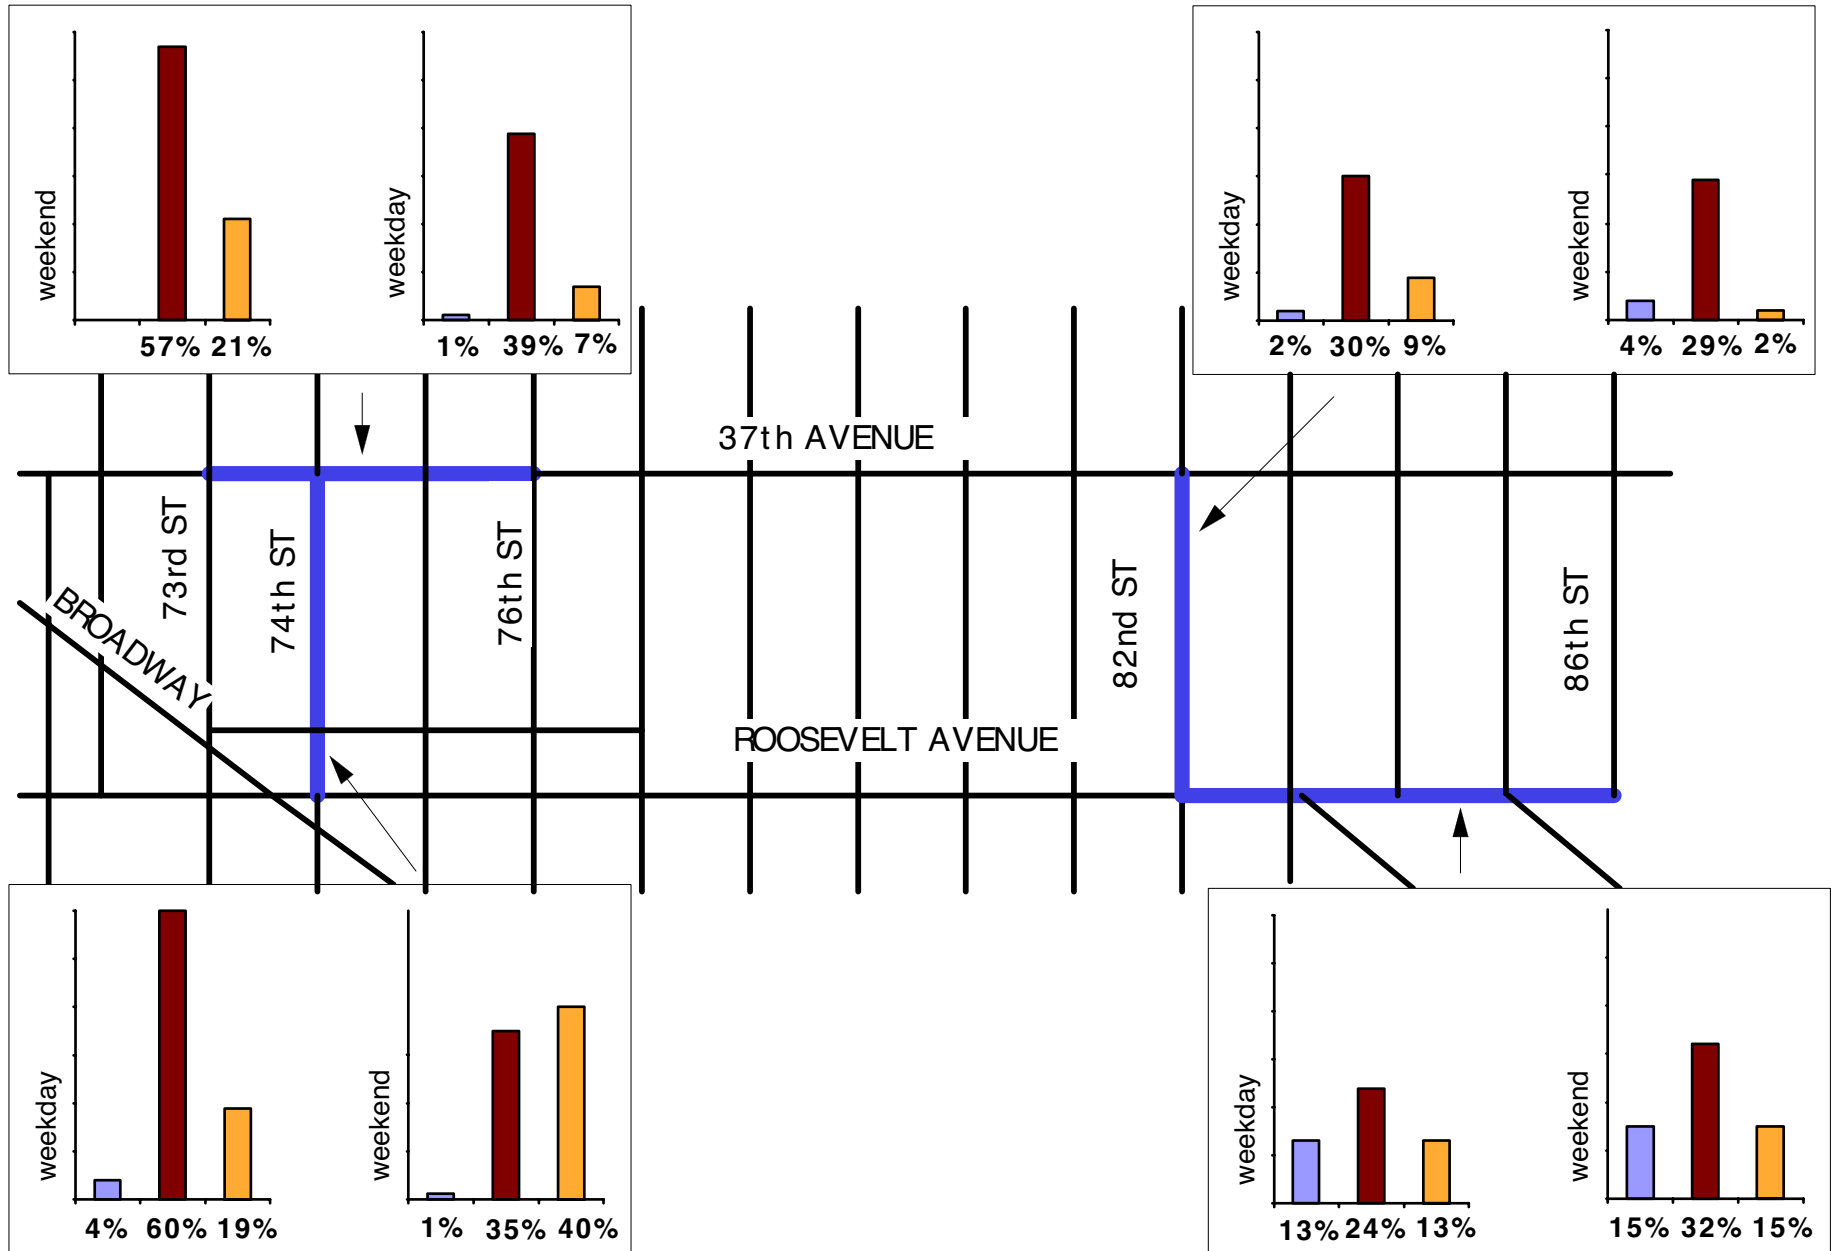 weekend
57% 21%
weekday
1% 39% 7%
weekday
2% 30% 9%
weekend
4% 29% 2%
37th AVENUE
73rd ST
74th ST
76th ST
82nd ST
86th ST
BROADWAY
ROOSEVELT AVENUE
weekday
4% 60% 19%
weekend
1% 35% 40%
weekday
13% 24% 13%
weekend
15% 32% 15%